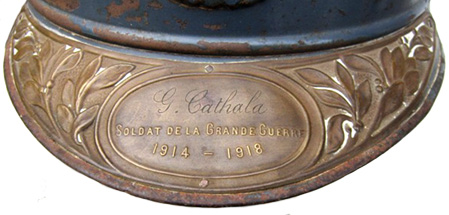 G. Cathala
SOLDAT DE LA GRANDE GUERRE
1914 – 1918